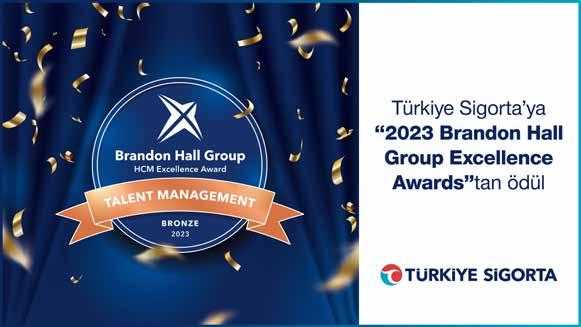 Brandon Hall Group
HCM Excellence Award
TALENT MANAGEMENT
BRONZE
2023
Türkiye Sigorta’ya
“2023 Brandon Hall
Group Excellence
Awards”tan ödül
TÜRKİYE SİGORTA